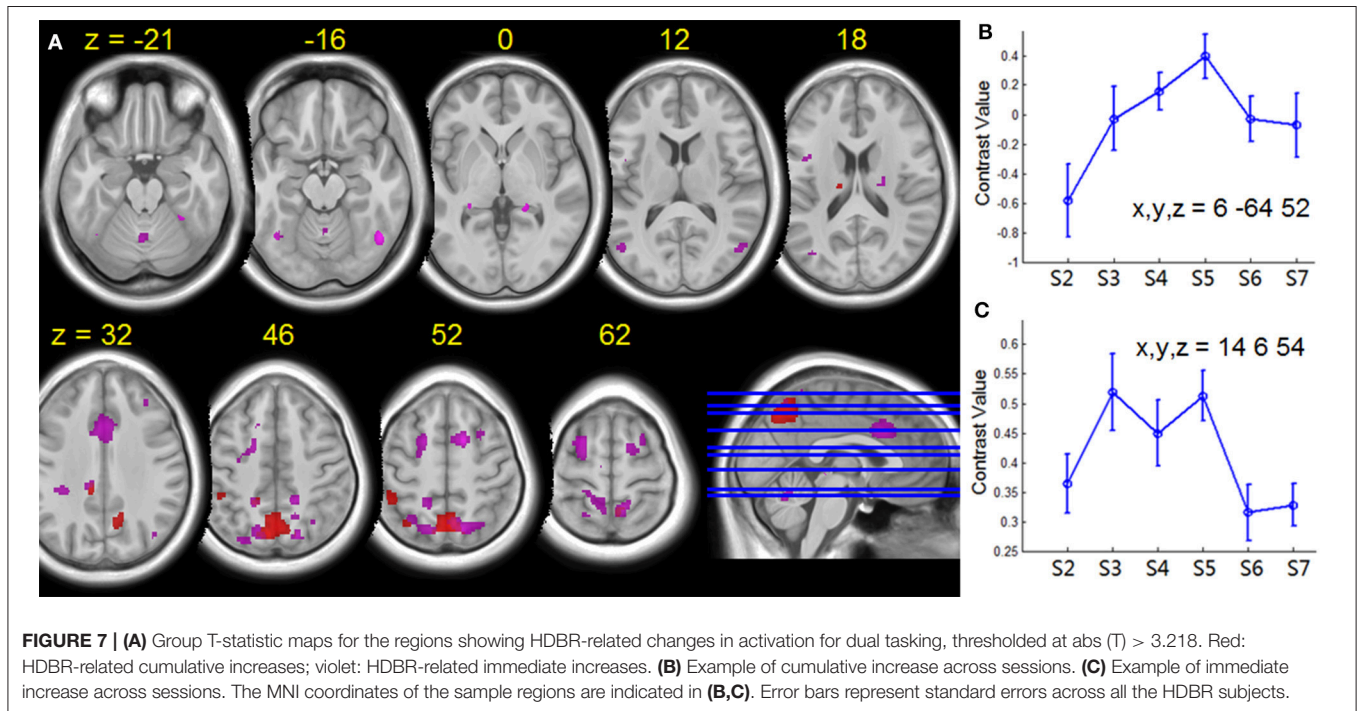 A
z = -21 -16 0 12 18
z = 32 46 52 62
B
Contrast Value
0.4
0.2
0
-0.2
-0.4
-0.6
-0.8
-1
x,y,z = 6 -64 52
S2 S3 S4 S5 S6 S7
C
Contrast Value
0.6
0.55
0.5
0.45
0.4
0.35
0.3
0.25
x,y,z = 14 6 54
S2 S3 S4 S5 S6 S7
FIGURE 7 | (A) Group T-statistic maps for the regions showing HDBR-related changes in activation for dual tasking, thresholded at abs (T) > 3.218. Red:
HDBR-related cumulative increases; violet: HDBR-related immediate increases. (B) Example of cumulative increase across sessions. (C) Example of immediate
increase across sessions. The MNI coordinates of the sample regions are indicated in (B,C). Error bars represent standard errors across all the HDBR subjects.